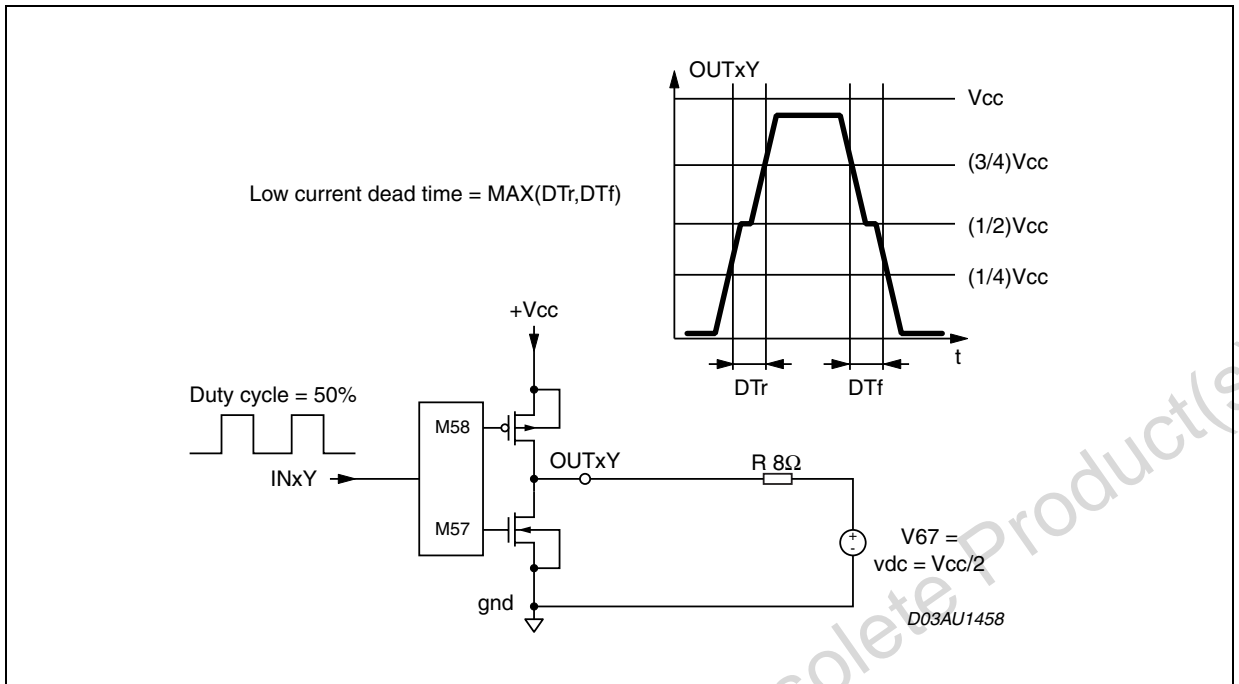 OUTxY
Vcc
(3/4)Vcc
Low current dead time = MAX(DTr,DTf)
(1/2)Vcc
(1/4)Vcc
+Vcc
t
DTr
DTf
Duty cycle = 50%
M58
OUTxY
R 8Ω
INxY
M57
+
-
V67 =
vdc = Vcc/2
gnd
D03AU1458
solete Product(s